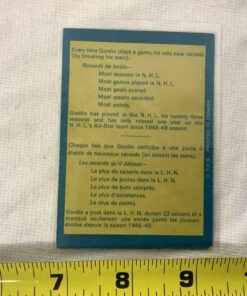 Every time Gordie plays a game, he sets new records
(by breaking his own).
Records he holds—
Most seasons in N. H. L.
Most games played in N. H. L.
Most goals scored.
Most assists recorded.
Most points.
Gordie has played in the N. H. L. for twenty-three
seasons and has only missed one year on the
N. H. L.'s All-Star Team since 1948-49 season.
Chaque fois que Gordie participe à une joute, il
établit de nouveaux records (en brisant les siens).
Les records qu'il détient—
Le plus de saisons dans la L. H. N.
Le plus de joutes dans la L. H. N.
Le plus de buts comptés.
Le plus d'assistances.
Le plus de points.
Gordie a joué dans la L. H. N. durant 23 saisons et a
manqué seulement une année parmi les joueurs
étoiles depuis la saison 1948-49.
PRINTED IN CANADA
7
8
9